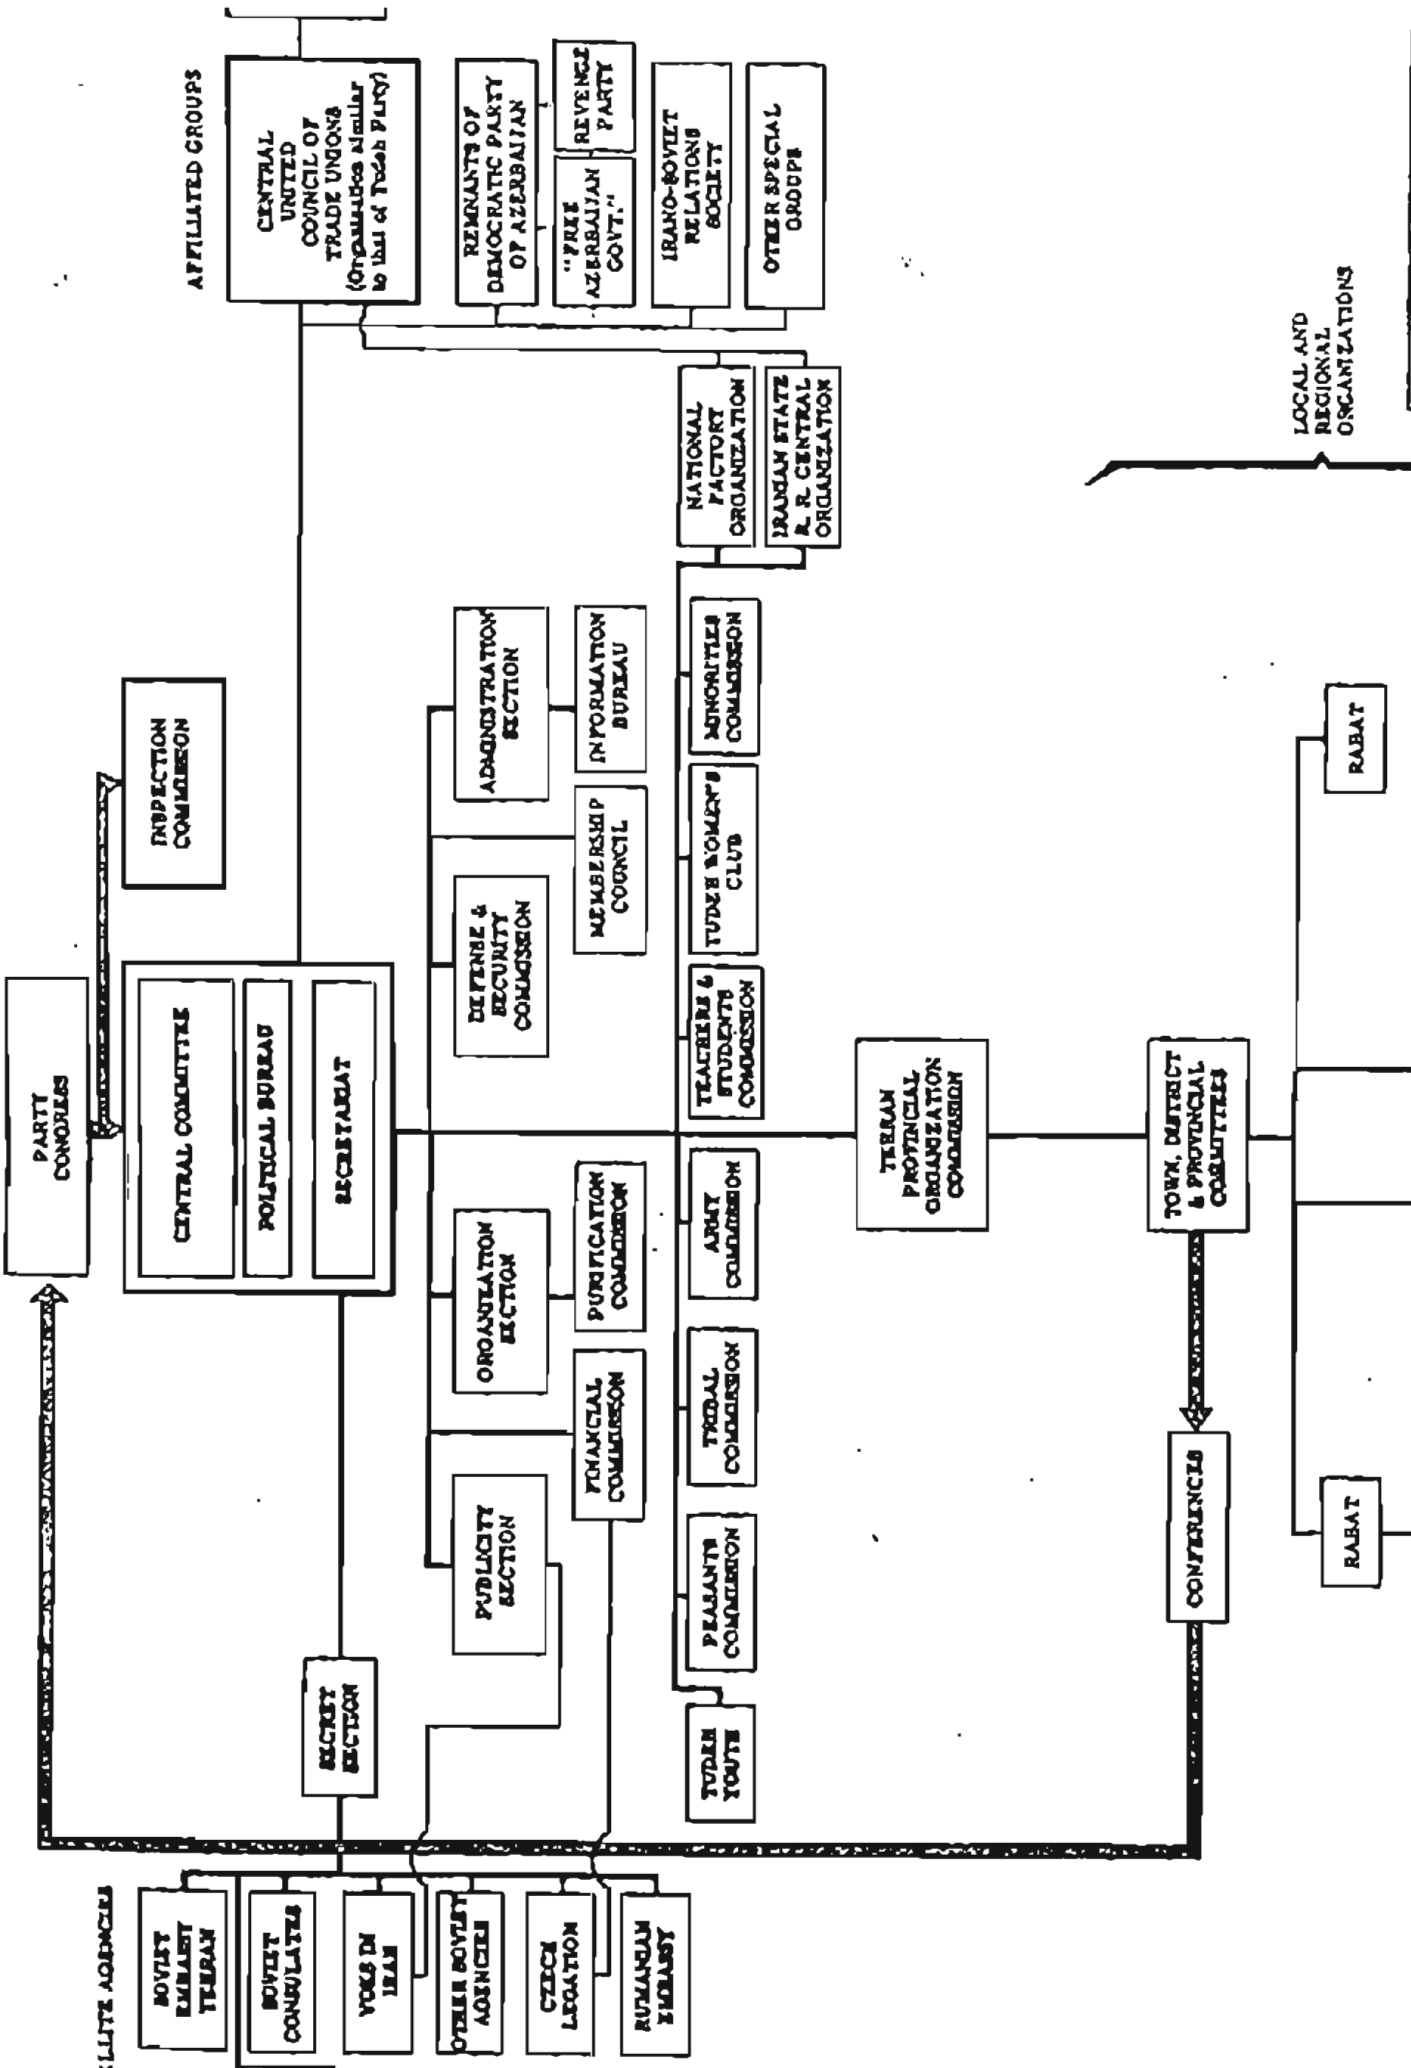 PARTY
CONGRESS
CENTRAL COMMITTEE
POLITICAL BUREAU
SECRETARIAT
INSPECTION
COMMISSION
AFFILIATED GROUPS
CENTRAL
UNITED
COUNCIL OF
TRADE UNIONS
(Organization similar
to that of Tudeh Party)
REMNANTS OF
DEMOCRATIC PARTY
OF AZERBAIJAN
"FREE
AZERBAIJAN
GOVT."
REVENGE
PARTY
IRANO-SOVIET
RELATIONS
SOCIETY
OTHER SPECIAL
GROUPS
SECRET
SECTION
SOVIET
EMBASSY
TEHRAN
SOVIET
CONSULATES
VOKS IN
IRAN
OTHER SOVIET
AGENCIES
CZECH
LEGATION
RUMANIAN
EMBASSY
LLITE AGENCIES
PUBLICITY
SECTION
ORGANIZATION
SECTION
DEFENSE &
SECURITY
COMMISSION
ADMINISTRATION
SECTION
FINANCIAL
COMMISSION
PURIFICATION
COMMISSION
MEMBERSHIP
COUNCIL
INFORMATION
BUREAU
TUDEH
YOUTH
PEASANTS
COMMISSION
TRIBAL
COMMISSION
ARMY
COMMISSION
TEACHERS &
STUDENTS
COMMISSION
TUDEH WOMEN'S
CLUB
MINORITIES
COMMISSION
NATIONAL
FACTORY
ORGANIZATION
IRANIAN STATE
R. R. CENTRAL
ORGANIZATION
TEHRAN
PROVINCIAL
ORGANIZATION
COMMISSION
CONFERENCES
TOWN, DISTRICT
& PROVINCIAL
COMMITTEES
LOCAL AND
REGIONAL
ORGANIZATIONS
RABAT
RABAT